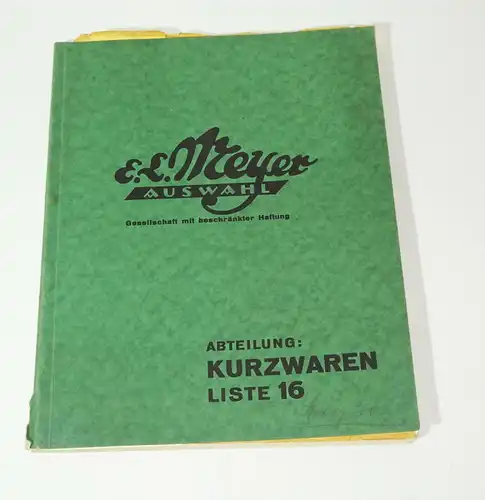 E. L. Meyer
AUSWAHL
Gesellschaft mit beschränkter Haftung
ABTEILUNG:
KURZWAREN
LISTE 16